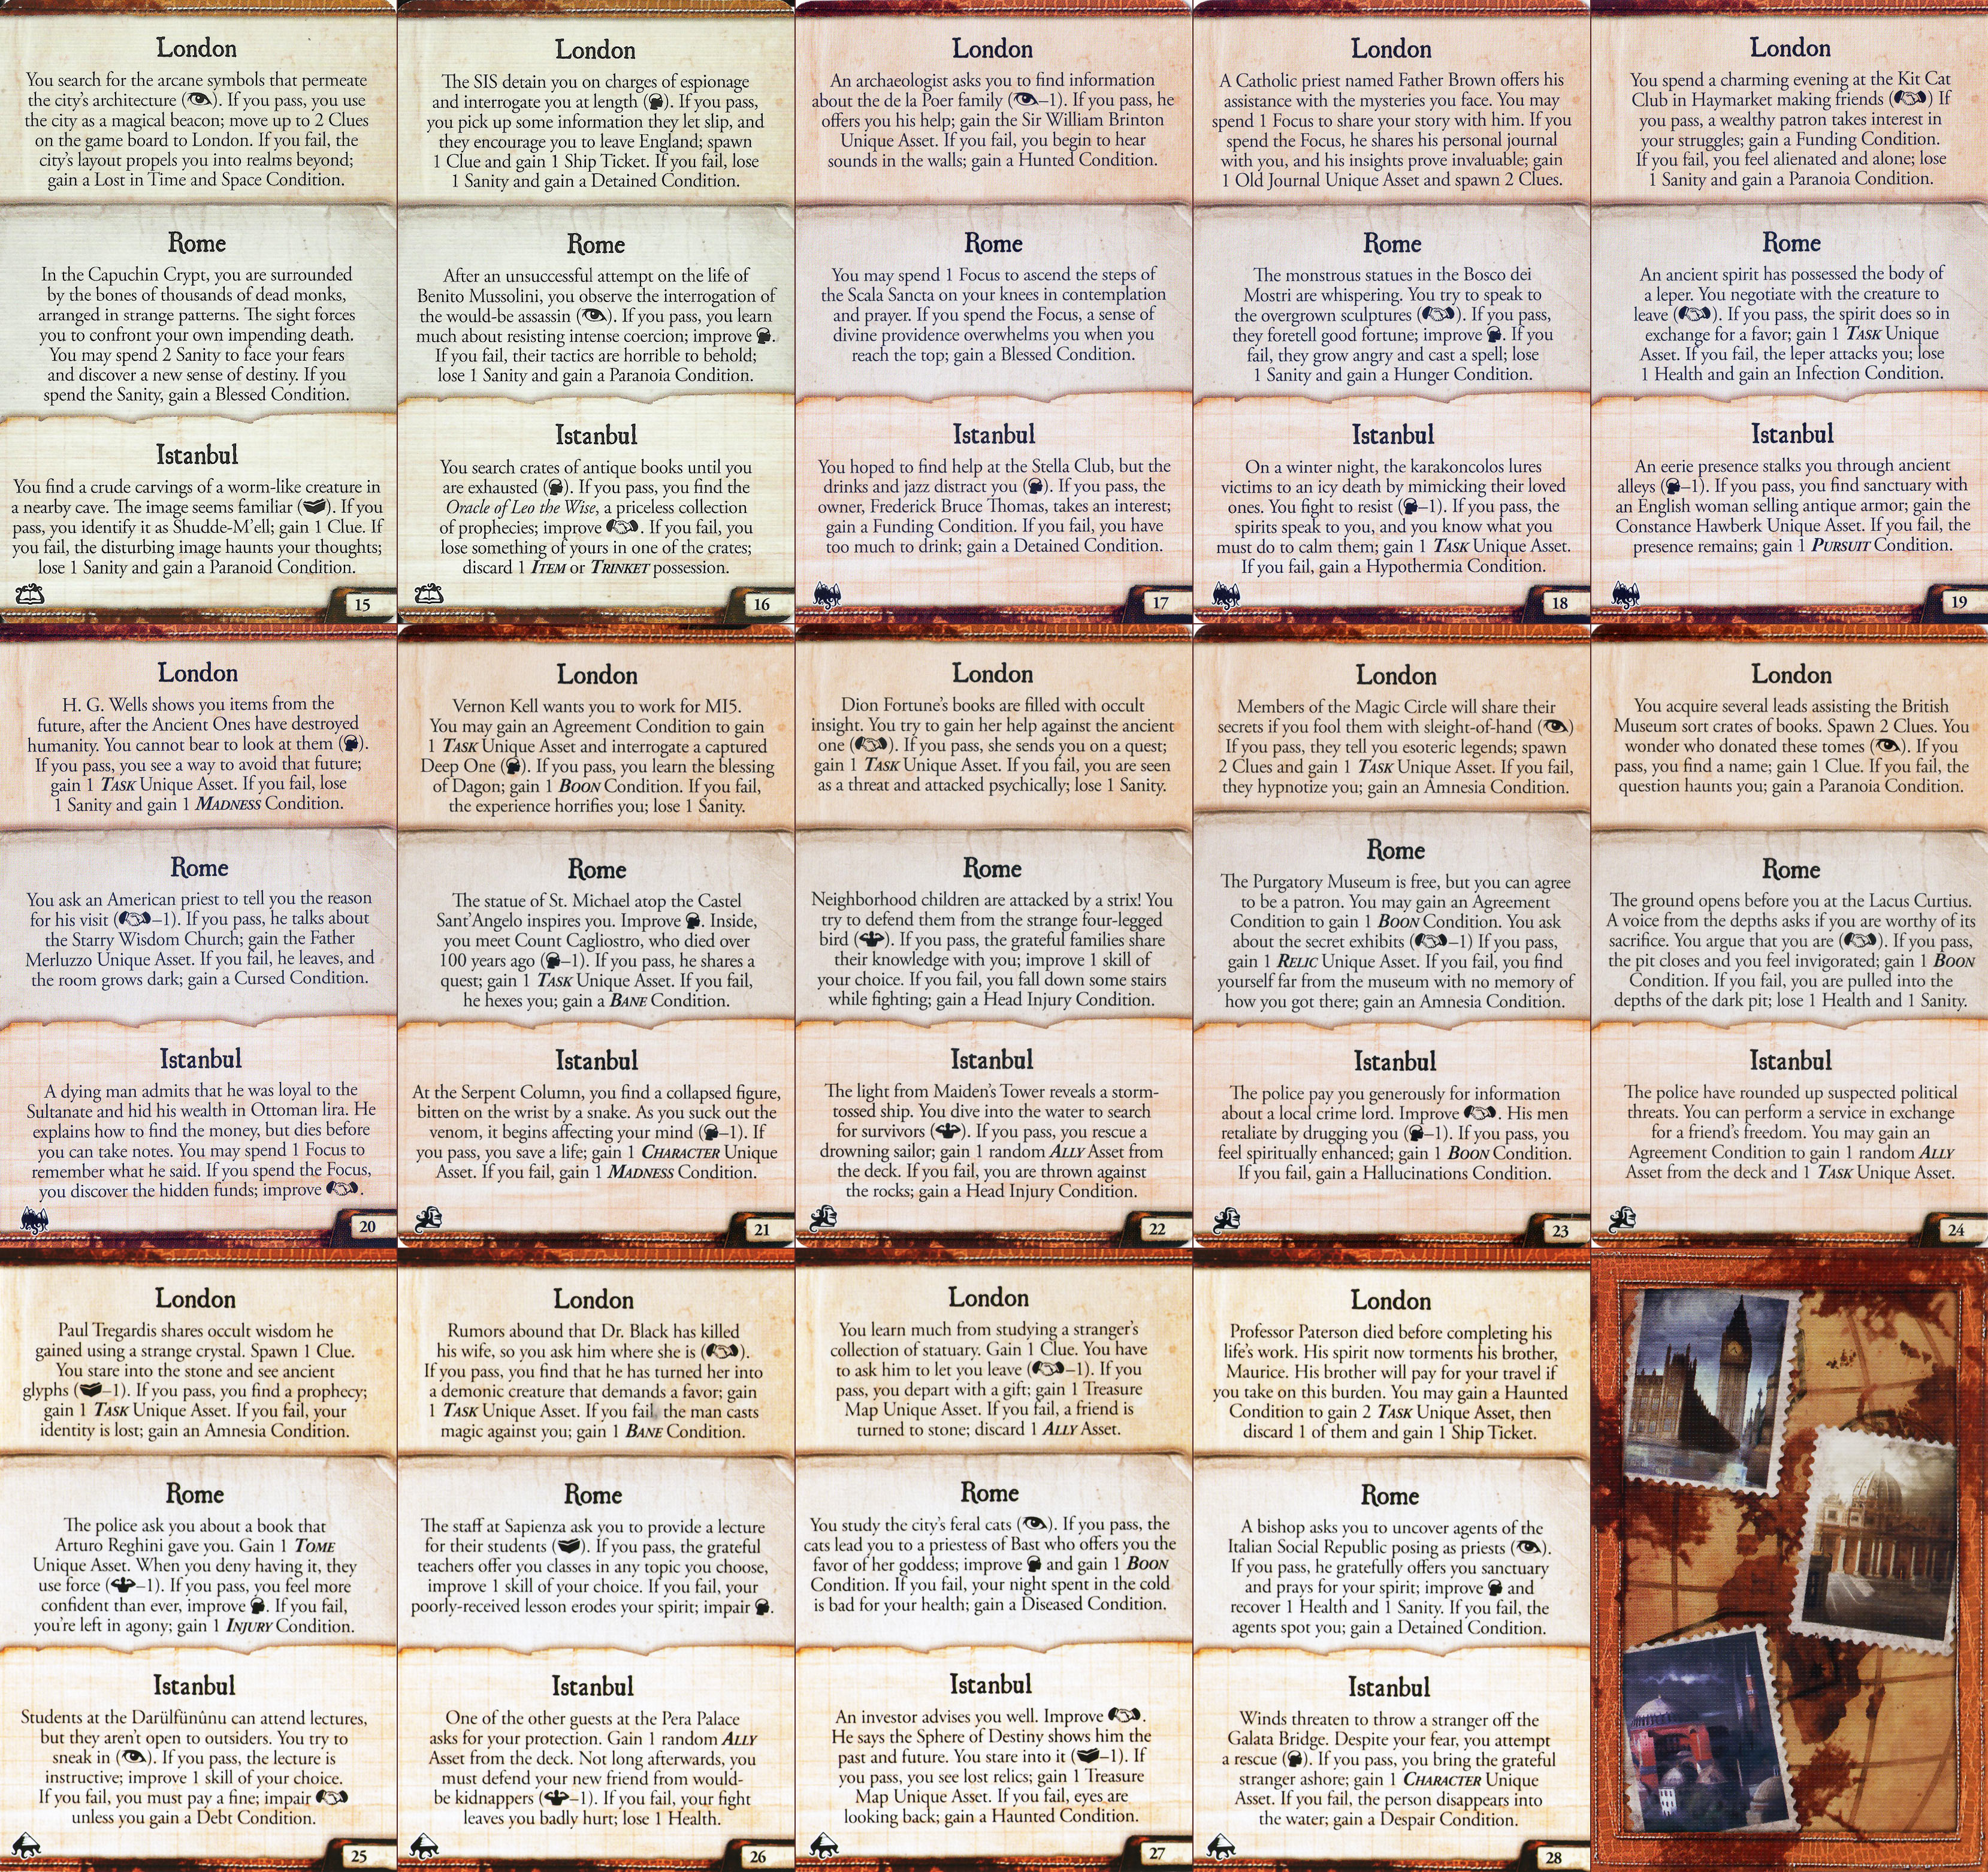 London
You search for the arcane symbols that permeate
the city's architecture (). If you pass, you use
the city as a magical beacon; move up to 2 Clues
on the game board to London. If you fail, the
city's layout propels you into realms beyond;
gain a Lost in Time and Space Condition.
Rome
In the Capuchin Crypt, you are surrounded
by the bones of thousands of dead monks,
arranged in strange patterns. The sight forces
you to confront your own impending death.
You may spend 2 Sanity to face your fears
and discover a new sense of destiny. If you
spend the Sanity, gain a Blessed Condition.
Istanbul
You find a crude carvings of a worm-like creature in
a nearby cave. The image seems familiar (). If you
pass, you identify it as Shudde-M'ell; gain 1 Clue. If
you fail, the disturbing image haunts your thoughts;
lose 1 Sanity and gain a Paranoid Condition.
15
London
The SIS detain you on charges of espionage
and interrogate you at length (). If you pass,
you pick up some information they let slip, and
they encourage you to leave England; spawn
1 Clue and gain 1 Ship Ticket. If you fail, lose
1 Sanity and gain a Detained Condition.
Rome
After an unsuccessful attempt on the life of
Benito Mussolini, you observe the interrogation of
the would-be assassin (). If you pass, you learn
much about resisting intense coercion; improve .
If you fail, their tactics are horrible to behold;
lose 1 Sanity and gain a Paranoia Condition.
Istanbul
You search crates of antique books until you
are exhausted (). If you pass, you find the
Oracle of Leo the Wise, a priceless collection
of prophecies; improve . If you fail, you
lose something of yours in one of the crates;
discard 1 ITEM or TRINKET possession.
16
London
An archaeologist asks you to find information
about the de la Poer family (–1). If you pass, he
offers you his help; gain the Sir William Brinton
Unique Asset. If you fail, you begin to hear
sounds in the walls; gain a Hunted Condition.
Rome
You may spend 1 Focus to ascend the steps of
the Scala Sancta on your knees in contemplation
and prayer. If you spend the Focus, a sense of
divine providence overwhelms you when you
reach the top; gain a Blessed Condition.
Istanbul
You hoped to find help at the Stella Club, but the
drinks and jazz distract you (). If you pass, the
owner, Frederick Bruce Thomas, takes an interest;
gain a Funding Condition. If you fail, you have
too much to drink; gain a Detained Condition.
17
London
A Catholic priest named Father Brown offers his
assistance with the mysteries you face. You may
spend 1 Focus to share your story with him. If you
spend the Focus, he shares his personal journal
with you, and his insights prove invaluable; gain
1 Old Journal Unique Asset and spawn 2 Clues.
Rome
The monstrous statues in the Bosco dei
Mostri are whispering. You try to speak to
the overgrown sculptures (). If you pass,
they foretell good fortune; improve . If you
fail, they grow angry and cast a spell; lose
1 Sanity and gain a Hunger Condition.
Istanbul
On a winter night, the karakoncolos lures
victims to an icy death by mimicking their loved
ones. You fight to resist (–1). If you pass, the
spirits speak to you, and you know what you
must do to calm them; gain 1 TASK Unique Asset.
If you fail, gain a Hypothermia Condition.
18
London
You spend a charming evening at the Kit Cat
Club in Haymarket making friends () If
you pass, a wealthy patron takes interest in
your struggles; gain a Funding Condition.
If you fail, you feel alienated and alone; lose
1 Sanity and gain a Paranoia Condition.
Rome
An ancient spirit has possessed the body of
a leper. You negotiate with the creature to
leave (). If you pass, the spirit does so in
exchange for a favor; gain 1 TASK Unique
Asset. If you fail, the leper attacks you; lose
1 Health and gain an Infection Condition.
Istanbul
An eerie presence stalks you through ancient
alleys (–1). If you pass, you find sanctuary with
an English woman selling antique armor; gain the
Constance Hawberk Unique Asset. If you fail, the
presence remains; gain 1 PURSUIT Condition.
19
London
H. G. Wells shows you items from the
future, after the Ancient Ones have destroyed
humanity. You cannot bear to look at them ().
If you pass, you see a way to avoid that future;
gain 1 TASK Unique Asset. If you fail, lose
1 Sanity and gain 1 MADNESS Condition.
Rome
You ask an American priest to tell you the reason
for his visit (–1). If you pass, he talks about
the Starry Wisdom Church; gain the Father
Merluzzo Unique Asset. If you fail, he leaves, and
the room grows dark; gain a Cursed Condition.
Istanbul
A dying man admits that he was loyal to the
Sultanate and hid his wealth in Ottoman lira. He
explains how to find the money, but dies before
you can take notes. You may spend 1 Focus to
remember what he said. If you spend the Focus,
you discover the hidden funds; improve .
20
London
Vernon Kell wants you to work for MI5.
You may gain an Agreement Condition to gain
1 TASK Unique Asset and interrogate a captured
Deep One (). If you pass, you learn the blessing
of Dagon; gain 1 BOON Condition. If you fail,
the experience horrifies you; lose 1 Sanity.
Rome
The statue of St. Michael atop the Castel
Sant'Angelo inspires you. Improve . Inside,
you meet Count Cagliostro, who died over
100 years ago (–1). If you pass, he shares a
quest; gain 1 TASK Unique Asset. If you fail,
he hexes you; gain a BANE Condition.
Istanbul
At the Serpent Column, you find a collapsed figure,
bitten on the wrist by a snake. As you suck out the
venom, it begins affecting your mind (–1). If
you pass, you save a life; gain 1 CHARACTER Unique
Asset. If you fail, gain 1 MADNESS Condition.
21
London
Dion Fortune's books are filled with occult
insight. You try to gain her help against the ancient
one (). If you pass, she sends you on a quest;
gain 1 TASK Unique Asset. If you fail, you are seen
as a threat and attacked psychically; lose 1 Sanity.
Rome
Neighborhood children are attacked by a strix! You
try to defend them from the strange four-legged
bird (). If you pass, the grateful families share
their knowledge with you; improve 1 skill of
your choice. If you fail, you fall down some stairs
while fighting; gain a Head Injury Condition.
Istanbul
The light from Maiden's Tower reveals a storm-
tossed ship. You dive into the water to search
for survivors (). If you pass, you rescue a
drowning sailor; gain 1 random ALLY Asset from
the deck. If you fail, you are thrown against
the rocks; gain a Head Injury Condition.
22
London
Members of the Magic Circle will share their
secrets if you fool them with sleight-of-hand ()
If you pass, they tell you esoteric legends; spawn
2 Clues and gain 1 TASK Unique Asset. If you fail,
they hypnotize you; gain an Amnesia Condition.
Rome
The Purgatory Museum is free, but you can agree
to be a patron. You may gain an Agreement
Condition to gain 1 BOON Condition. You ask
about the secret exhibits (–1) If you pass,
gain 1 RELIC Unique Asset. If you fail, you find
yourself far from the museum with no memory of
how you got there; gain an Amnesia Condition.
Istanbul
The police pay you generously for information
about a local crime lord. Improve . His men
retaliate by drugging you (–1). If you pass, you
feel spiritually enhanced; gain 1 BOON Condition.
If you fail, gain a Hallucinations Condition.
23
London
You acquire several leads assisting the British
Museum sort crates of books. Spawn 2 Clues. You
wonder who donated these tomes (). If you
pass, you find a name; gain 1 Clue. If you fail, the
question haunts you; gain a Paranoia Condition.
Rome
The ground opens before you at the Lacus Curtius.
A voice from the depths asks if you are worthy of its
sacrifice. You argue that you are (). If you pass,
the pit closes and you feel invigorated; gain 1 BOON
Condition. If you fail, you are pulled into the
depths of the dark pit; lose 1 Health and 1 Sanity.
Istanbul
The police have rounded up suspected political
threats. You can perform a service in exchange
for a friend's freedom. You may gain an
Agreement Condition to gain 1 random ALLY
Asset from the deck and 1 TASK Unique Asset.
24
London
Paul Tregardis shares occult wisdom he
gained using a strange crystal. Spawn 1 Clue.
You stare into the stone and see ancient
glyphs (–1). If you pass, you find a prophecy;
gain 1 TASK Unique Asset. If you fail, your
identity is lost; gain an Amnesia Condition.
Rome
The police ask you about a book that
Arturo Reghini gave you. Gain 1 TOME
Unique Asset. When you deny having it, they
use force (–1). If you pass, you feel more
confident than ever, improve . If you fail,
you're left in agony; gain 1 INJURY Condition.
Istanbul
Students at the Darülfünûnu can attend lectures,
but they aren't open to outsiders. You try to
sneak in (). If you pass, the lecture is
instructive; improve 1 skill of your choice.
If you fail, you must pay a fine; impair
unless you gain a Debt Condition.
25
London
Rumors abound that Dr. Black has killed
his wife, so you ask him where she is ().
If you pass, you find that he has turned her into
a demonic creature that demands a favor; gain
1 TASK Unique Asset. If you fail, the man casts
magic against you; gain 1 BANE Condition.
Rome
The staff at Sapienza ask you to provide a lecture
for their students (). If you pass, the grateful
teachers offer you classes in any topic you choose,
improve 1 skill of your choice. If you fail, your
poorly-received lesson erodes your spirit; impair .
Istanbul
One of the other guests at the Pera Palace
asks for your protection. Gain 1 random ALLY
Asset from the deck. Not long afterwards, you
must defend your new friend from would-
be kidnappers (–1). If you fail, your fight
leaves you badly hurt; lose 1 Health.
26
London
You learn much from studying a stranger's
collection of statuary. Gain 1 Clue. You have
to ask him to let you leave (–1). If you
pass, you depart with a gift; gain 1 Treasure
Map Unique Asset. If you fail, a friend is
turned to stone; discard 1 ALLY Asset.
Rome
You study the city's feral cats (). If you pass, the
cats lead you to a priestess of Bast who offers you the
favor of her goddess; improve and gain 1 BOON
Condition. If you fail, your night spent in the cold
is bad for your health; gain a Diseased Condition.
Istanbul
An investor advises you well. Improve .
He says the Sphere of Destiny shows him the
past and future. You stare into it (–1). If
you pass, you see lost relics; gain 1 Treasure
Map Unique Asset. If you fail, eyes are
looking back; gain a Haunted Condition.
27
London
Professor Paterson died before completing his
life's work. His spirit now torments his brother,
Maurice. His brother will pay for your travel if
you take on this burden. You may gain a Haunted
Condition to gain 2 TASK Unique Asset, then
discard 1 of them and gain 1 Ship Ticket.
Rome
A bishop asks you to uncover agents of the
Italian Social Republic posing as priests ().
If you pass, he gratefully offers you sanctuary
and prays for your spirit; improve and
recover 1 Health and 1 Sanity. If you fail, the
agents spot you; gain a Detained Condition.
Istanbul
Winds threaten to throw a stranger off the
Galata Bridge. Despite your fear, you attempt
a rescue (). If you pass, you bring the grateful
stranger ashore; gain 1 CHARACTER Unique
Asset. If you fail, the person disappears into
the water; gain a Despair Condition.
28